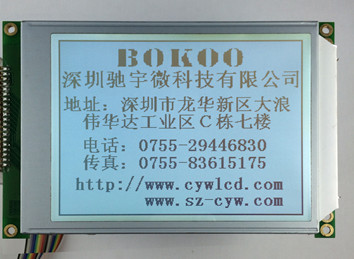 BOKOO
深圳驰宇微科技有限公司
地址：深圳市龙华新区大浪
伟华达工业区C栋七楼
电话：0755-29446830
传真：0755-83615175
http://www.cywlcd.com
www.sz-cyw.com